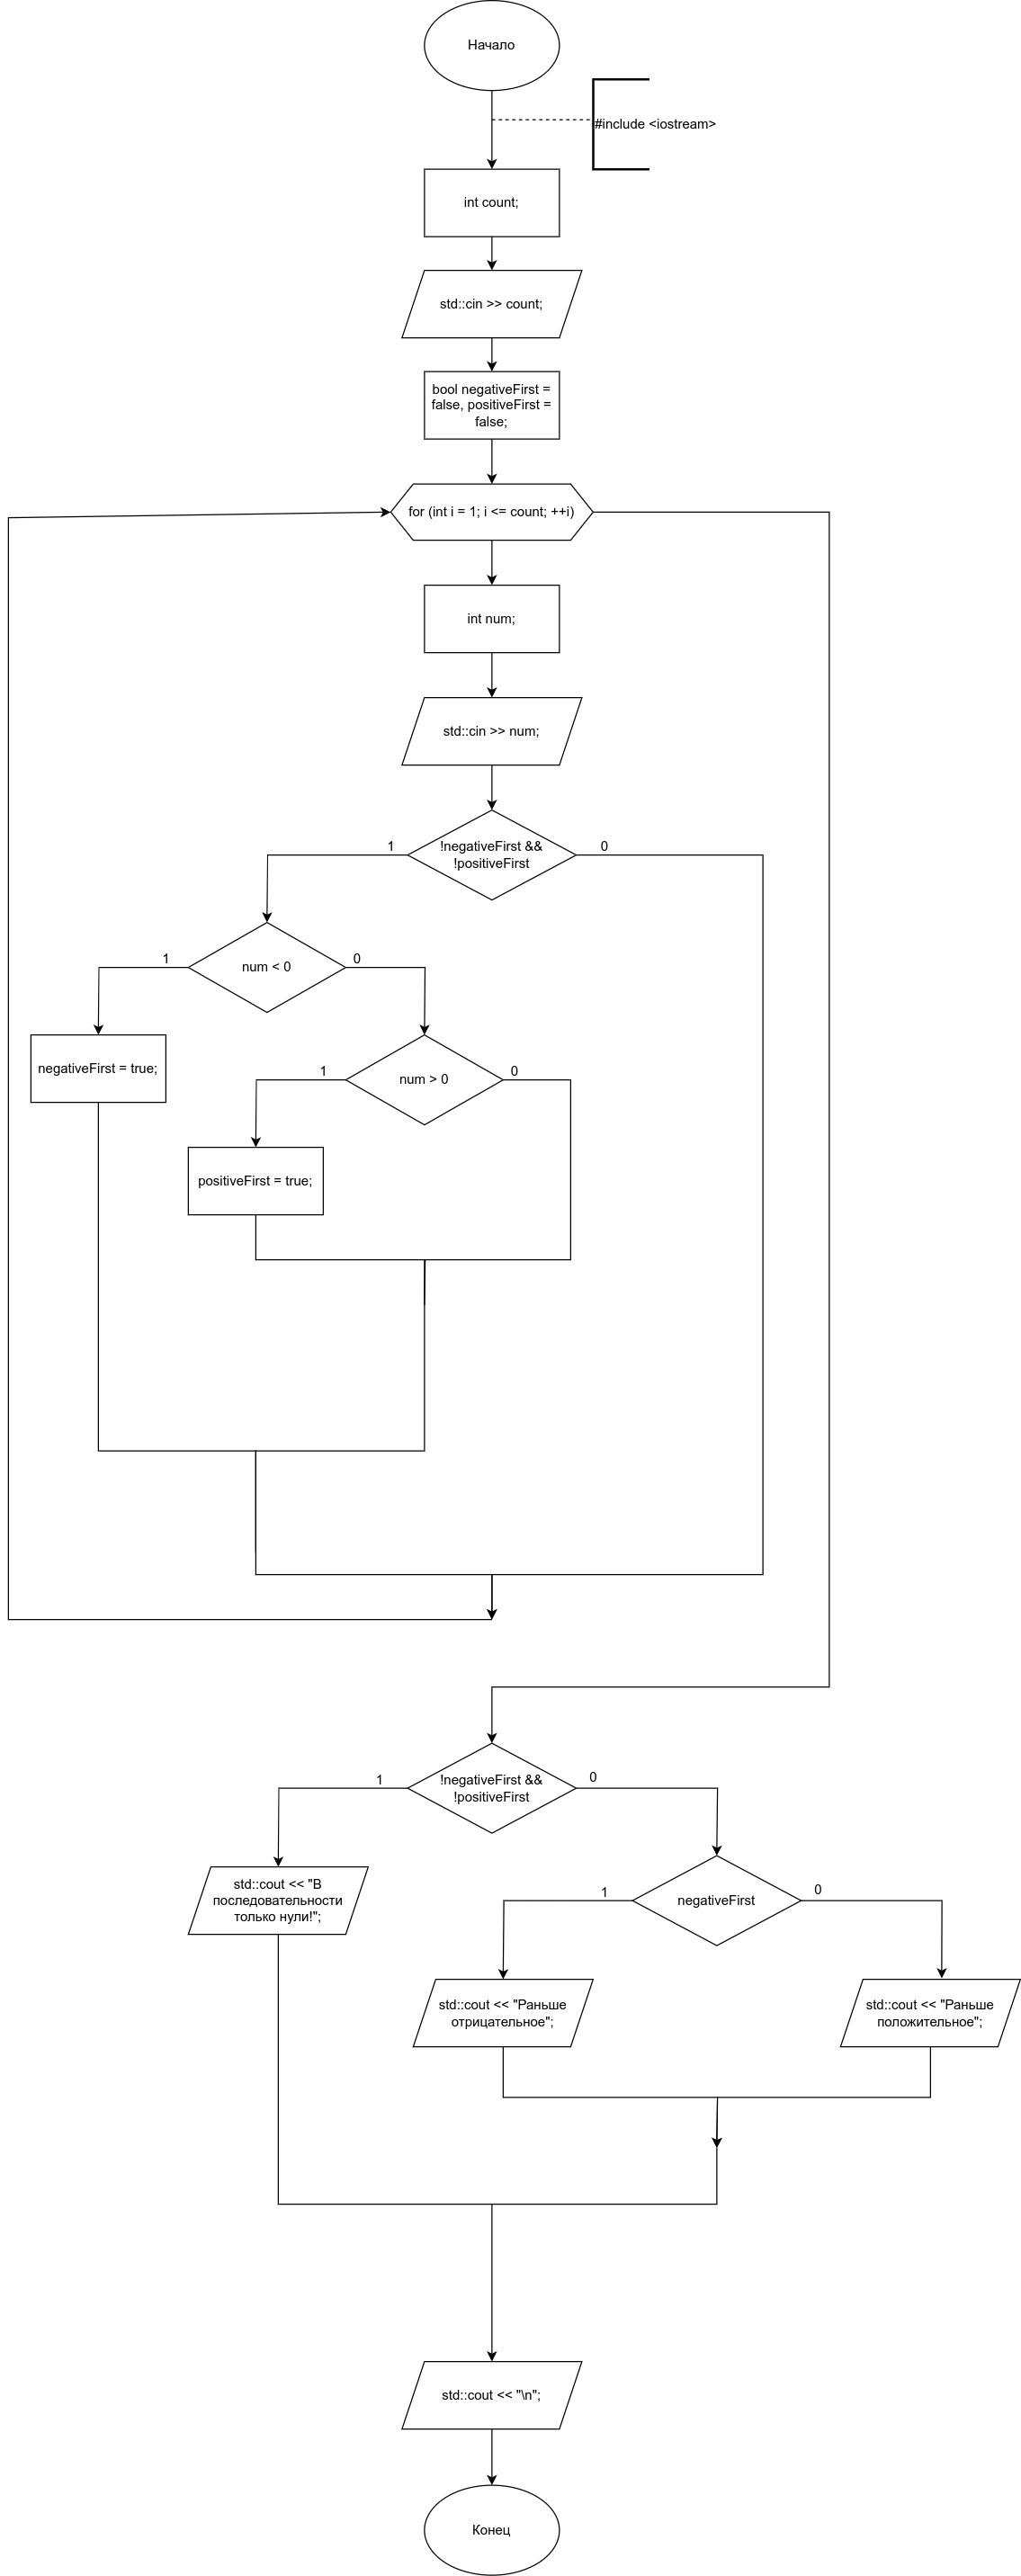 Начало
#include <iostream>
int count;
std::cin >> count;
bool negativeFirst =
false, positiveFirst =
false;
for (int i = 1; i <= count; ++i)
int num;
std::cin >> num;
1
!negativeFirst &&
!positiveFirst
0
1
num < 0
0
negativeFirst = true;
1
num > 0
0
positiveFirst = true;
1
!negativeFirst &&
!positiveFirst
0
std::cout << "В
последовательности
только нули!";
1
negativeFirst
0
std::cout << "Раньше
отрицательное";
std::cout << "Раньше
положительное";
std::cout << "\n";
Конец